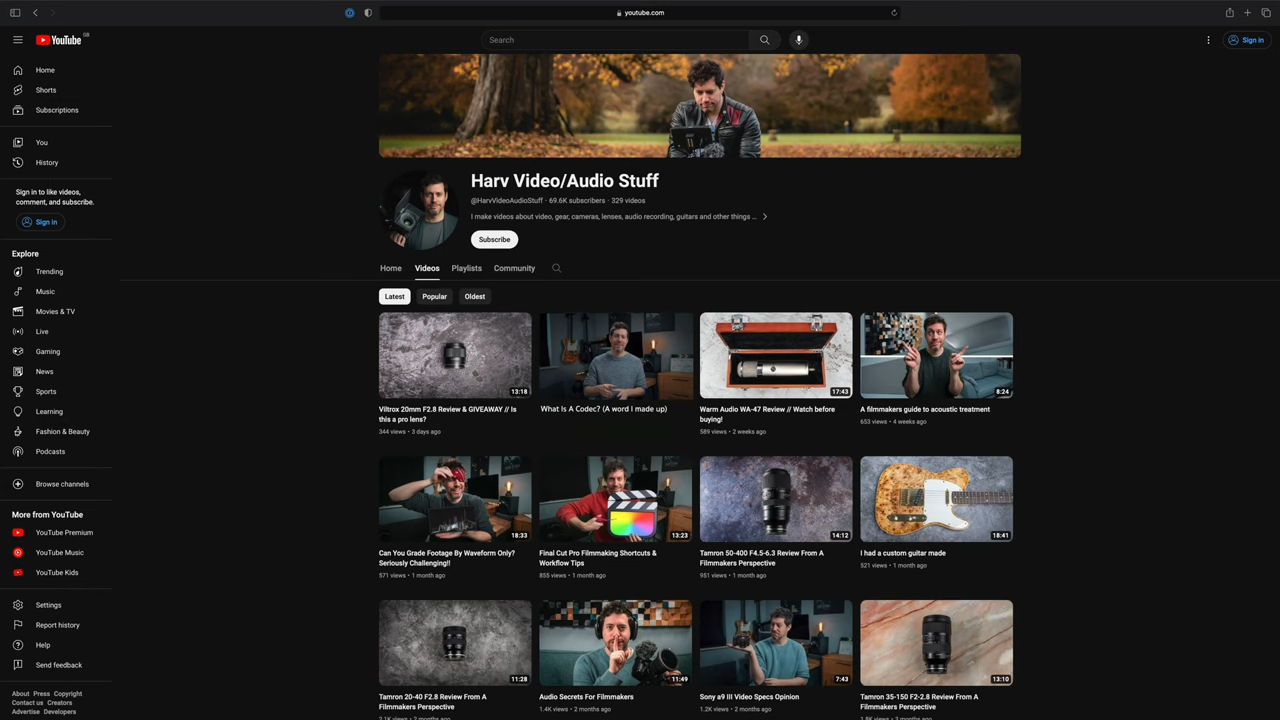 youtube.com
YouTube GB
Search
Sign in
Home
Shorts
Subscriptions
You
History
Sign in to like videos,
comment, and subscribe.
Sign in
Explore
Trending
Music
Movies & TV
Live
Gaming
News
Sports
Learning
Fashion & Beauty
Podcasts
Browse channels
More from YouTube
YouTube Premium
YouTube Music
YouTube Kids
Settings
Report history
Help
Send feedback
About Press Copyright
Contact us Creators
Advertise Developers
Harv Video/Audio Stuff
@HarvVideoAudioStuff · 69.6K subscribers · 329 videos
I make videos about video, gear, cameras, lenses, audio recording, guitars and other things ...
Subscribe
Home Videos Playlists Community
Latest Popular Oldest
13:18
Viltrox 20mm F2.8 Review & GIVEAWAY // Is
this a pro lens?
344 views • 3 days ago
What Is A Codec? (A word I made up)
17:43
Warm Audio WA-47 Review // Watch before
buying!
589 views • 2 weeks ago
8:24
A filmmakers guide to acoustic treatment
653 views • 4 weeks ago
18:33
Can You Grade Footage By Waveform Only?
Seriously Challenging!!
571 views • 1 month ago
13:23
Final Cut Pro Filmmaking Shortcuts &
Workflow Tips
855 views • 1 month ago
14:12
Tamron 50-400 F4.5-6.3 Review From A
Filmmakers Perspective
951 views • 1 month ago
18:41
I had a custom guitar made
521 views • 1 month ago
11:28
Tamron 20-40 F2.8 Review From A
Filmmakers Perspective
2.1K views • 2 months ago
11:49
Audio Secrets For Filmmakers
1.4K views • 2 months ago
7:43
Sony a9 III Video Specs Opinion
1.2K views • 2 months ago
13:10
Tamron 35-150 F2-2.8 Review From A
Filmmakers Perspective